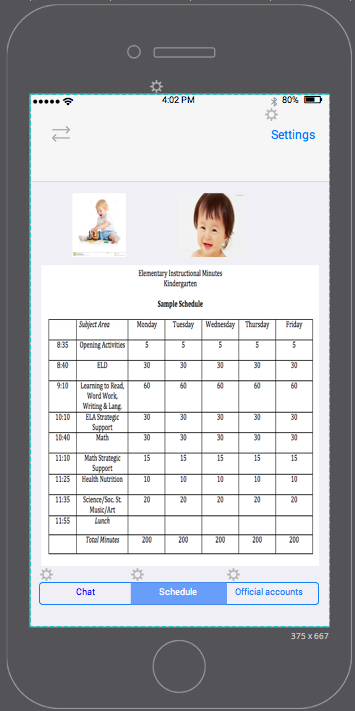 4:02 PM 80%
Settings
Elementary Instructional Minutes
Kindergarten
Sample Schedule
Subject Area Monday Tuesday Wednesday Thursday Friday
8:35 Opening Activities 5 5 5 5 5
8:40 ELD 30 30 30 30 30
9:10 Learning to Read, 60 60 60 60 60
Word Work,
Writing & Lang.
10:10 ELA Strategic 30 30 30 30 30
Support
10:40 Math 30 30 30 30 30
11:10 Math Strategic 15 15 15 15 15
Support
11:25 Health Nutrition 10 10 10 10 10
11:35 Science/Soc. St. 20 20 20 20 20
Music/Art
11:55 Lunch
Total Minutes 200 200 200 200 200
Chat Schedule Official accounts
375 x 667